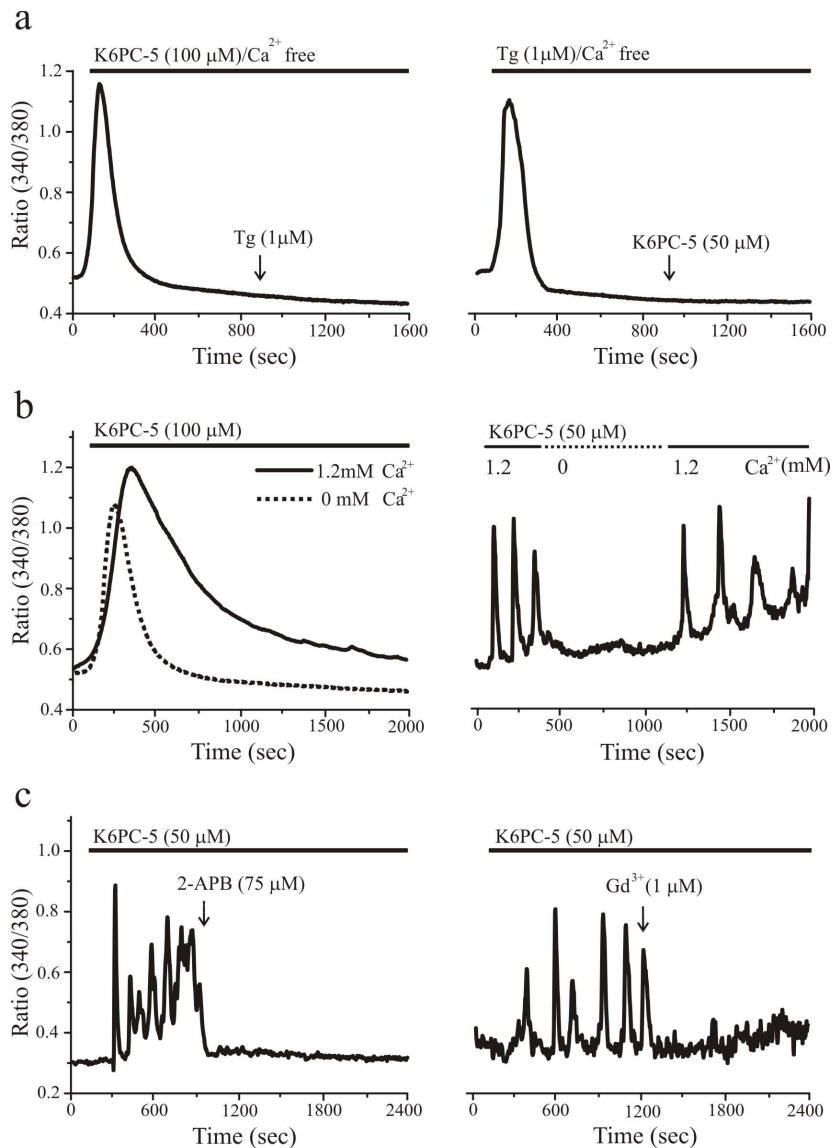 a
K6PC-5 (100 μM)/Ca²⁺ free
Tg (1μM)/Ca²⁺ free
Ratio (340/380)
1.2
1.0
0.8
0.6
0.4
Tg (1μM)
K6PC-5 (50 μM)
0 400 800 1200 1600
0 400 800 1200 1600
Time (sec)
Time (sec)
b
K6PC-5 (100 μM)
K6PC-5 (50 μM)
1.2 0 1.2 Ca²⁺(mM)
1.2mM Ca²⁺
0 mM Ca²⁺
Ratio (340/380)
1.2
1.0
0.8
0.6
0.4
0 500 1000 1500 2000
0 500 1000 1500 2000
Time (sec)
Time (sec)
c
K6PC-5 (50 μM)
K6PC-5 (50 μM)
2-APB (75 μM)
Gd³⁺(1 μM)
Ratio (340/380)
1.0
0.8
0.6
0.4
0.2
0 600 1200 1800 2400
0 600 1200 1800 2400
Time (sec)
Time (sec)